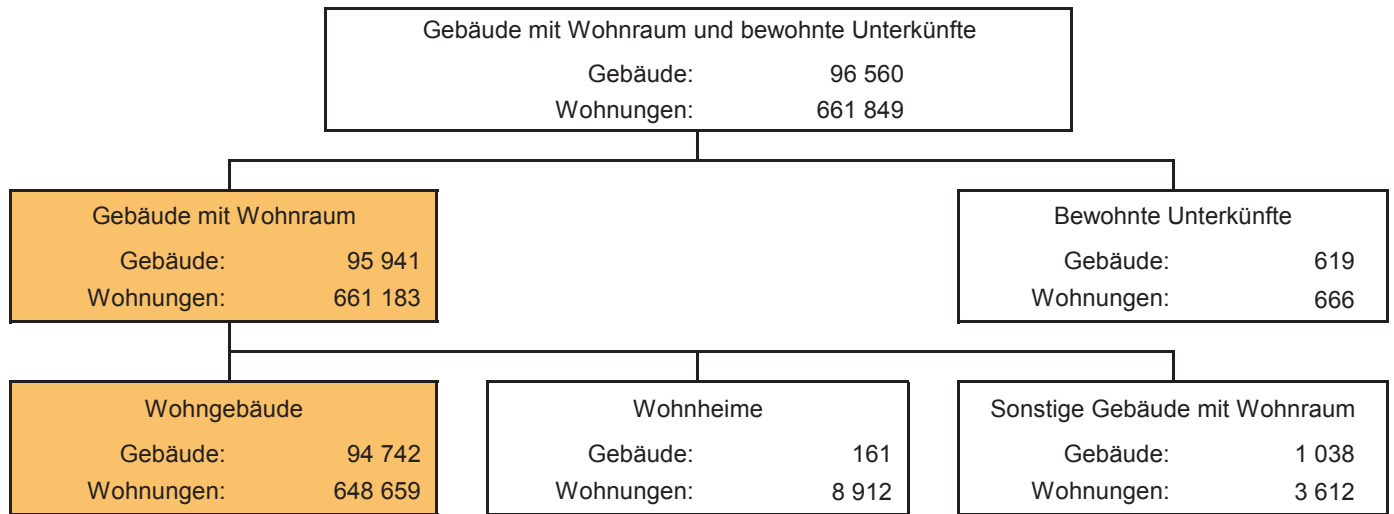 Gebäude mit Wohnraum und bewohnte Unterkünfte
Gebäude: 96 560
Wohnungen: 661 849
Gebäude mit Wohnraum
Gebäude: 95 941
Wohnungen: 661 183
Bewohnte Unterkünfte
Gebäude: 619
Wohnungen: 666
Wohngebäude
Gebäude: 94 742
Wohnungen: 648 659
Wohnheime
Gebäude: 161
Wohnungen: 8 912
Sonstige Gebäude mit Wohnraum
Gebäude: 1 038
Wohnungen: 3 612